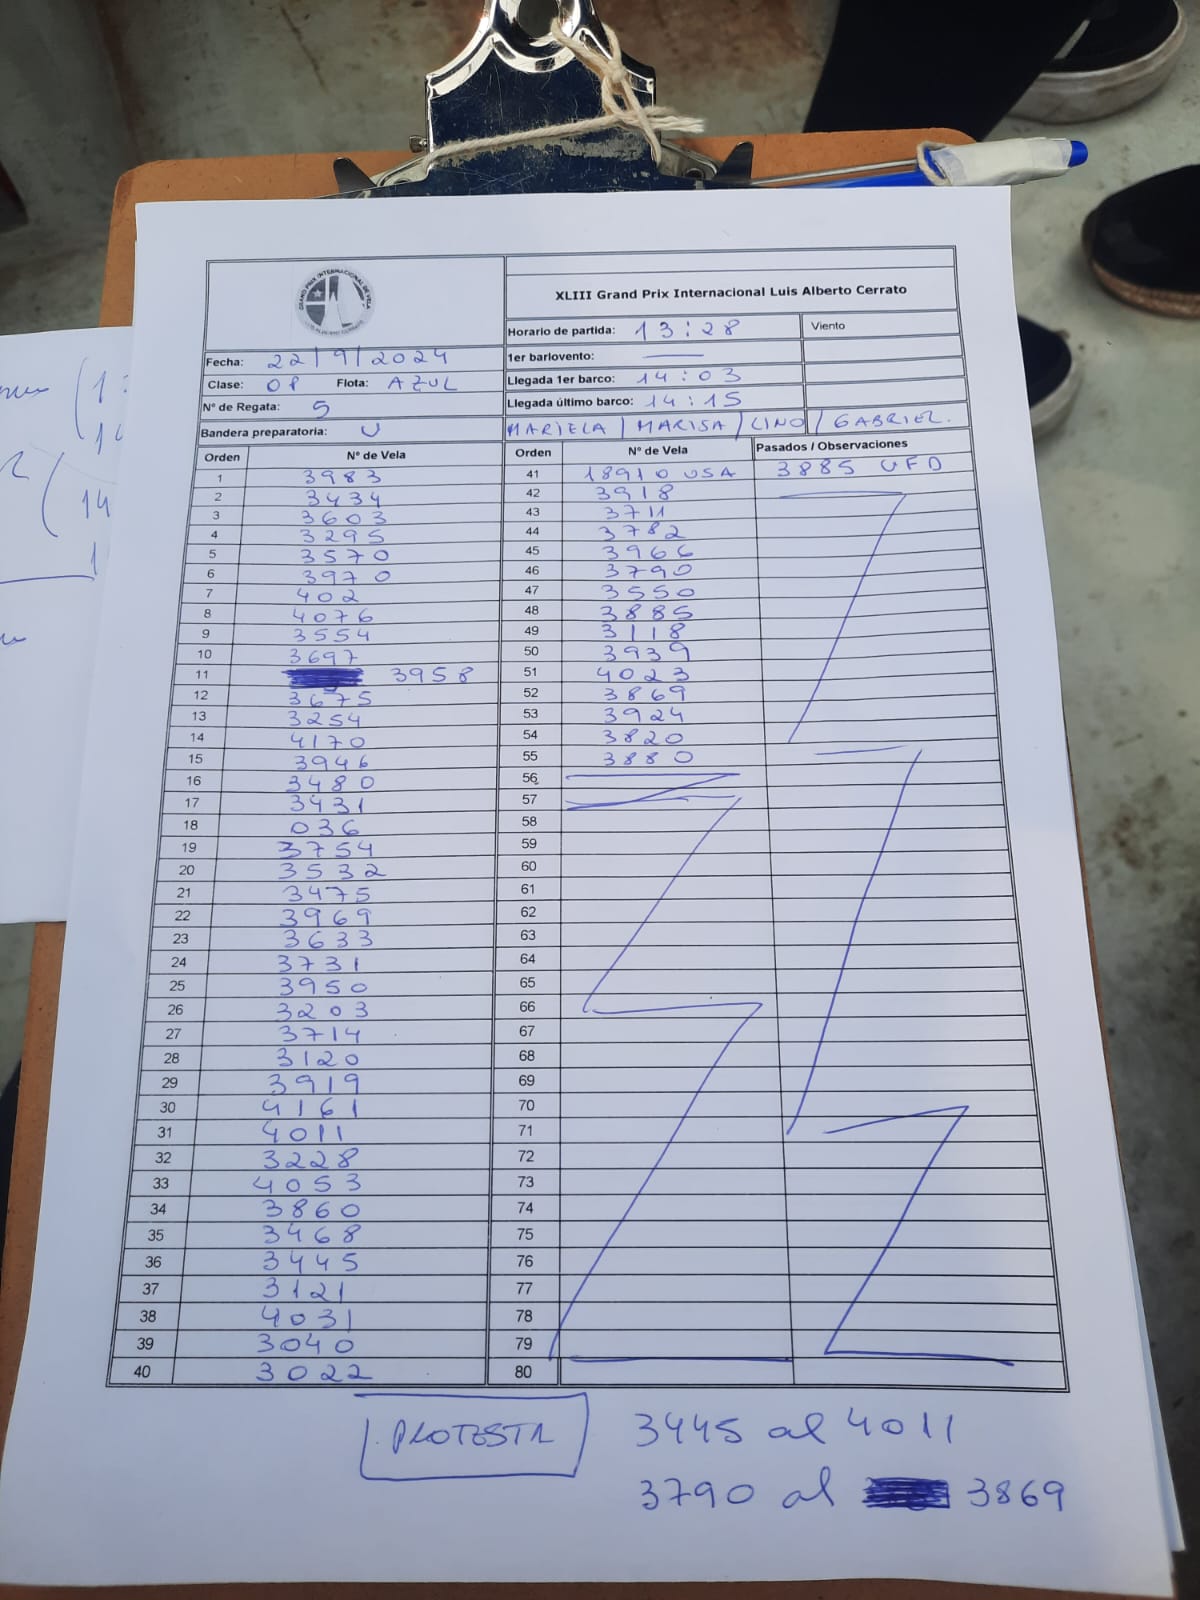 GRAND PRIX INTERNACIONAL DE VELA
LUIS ALBERTO CERRATO
XLIII Grand Prix Internacional Luis Alberto Cerrato
Horario de partida: 13:28 Viento
Fecha: 22/9/2024 1er barlovento: —
Clase: OP Flota: AZUL Llegada 1er barco: 14:03
Nº de Regata: 5 Llegada último barco: 14:15
Bandera preparatoria: U MARIELA / MARISA / LINO / GABRIEL.
Orden Nº de Vela Orden Nº de Vela Pasados / Observaciones
1 3983 41 18910 USA 3885 UFD
2 3434 42 3918
3 3603 43 3711
4 3295 44 3782
5 3570 45 3966
6 3970 46 3790
7 402 47 3550
8 4076 48 3885
9 3554 49 3118
10 3697 50 3939
11 3958 51 4023
12 3675 52 3869
13 3254 53 3924
14 4170 54 3820
15 3946 55 3880
16 3480 56
17 3431 57
18 036 58
19 3754 59
20 3532 60
21 3475 61
22 3969 62
23 3633 63
24 3731 64
25 3950 65
26 3203 66
27 3714 67
28 3120 68
29 3919 69
30 4161 70
31 4011 71
32 3228 72
33 4053 73
34 3860 74
35 3468 75
36 3445 76
37 3121 77
38 4031 78
39 3040 79
40 3022 80
PROTESTA 3445 al 4011
3790 al 3869